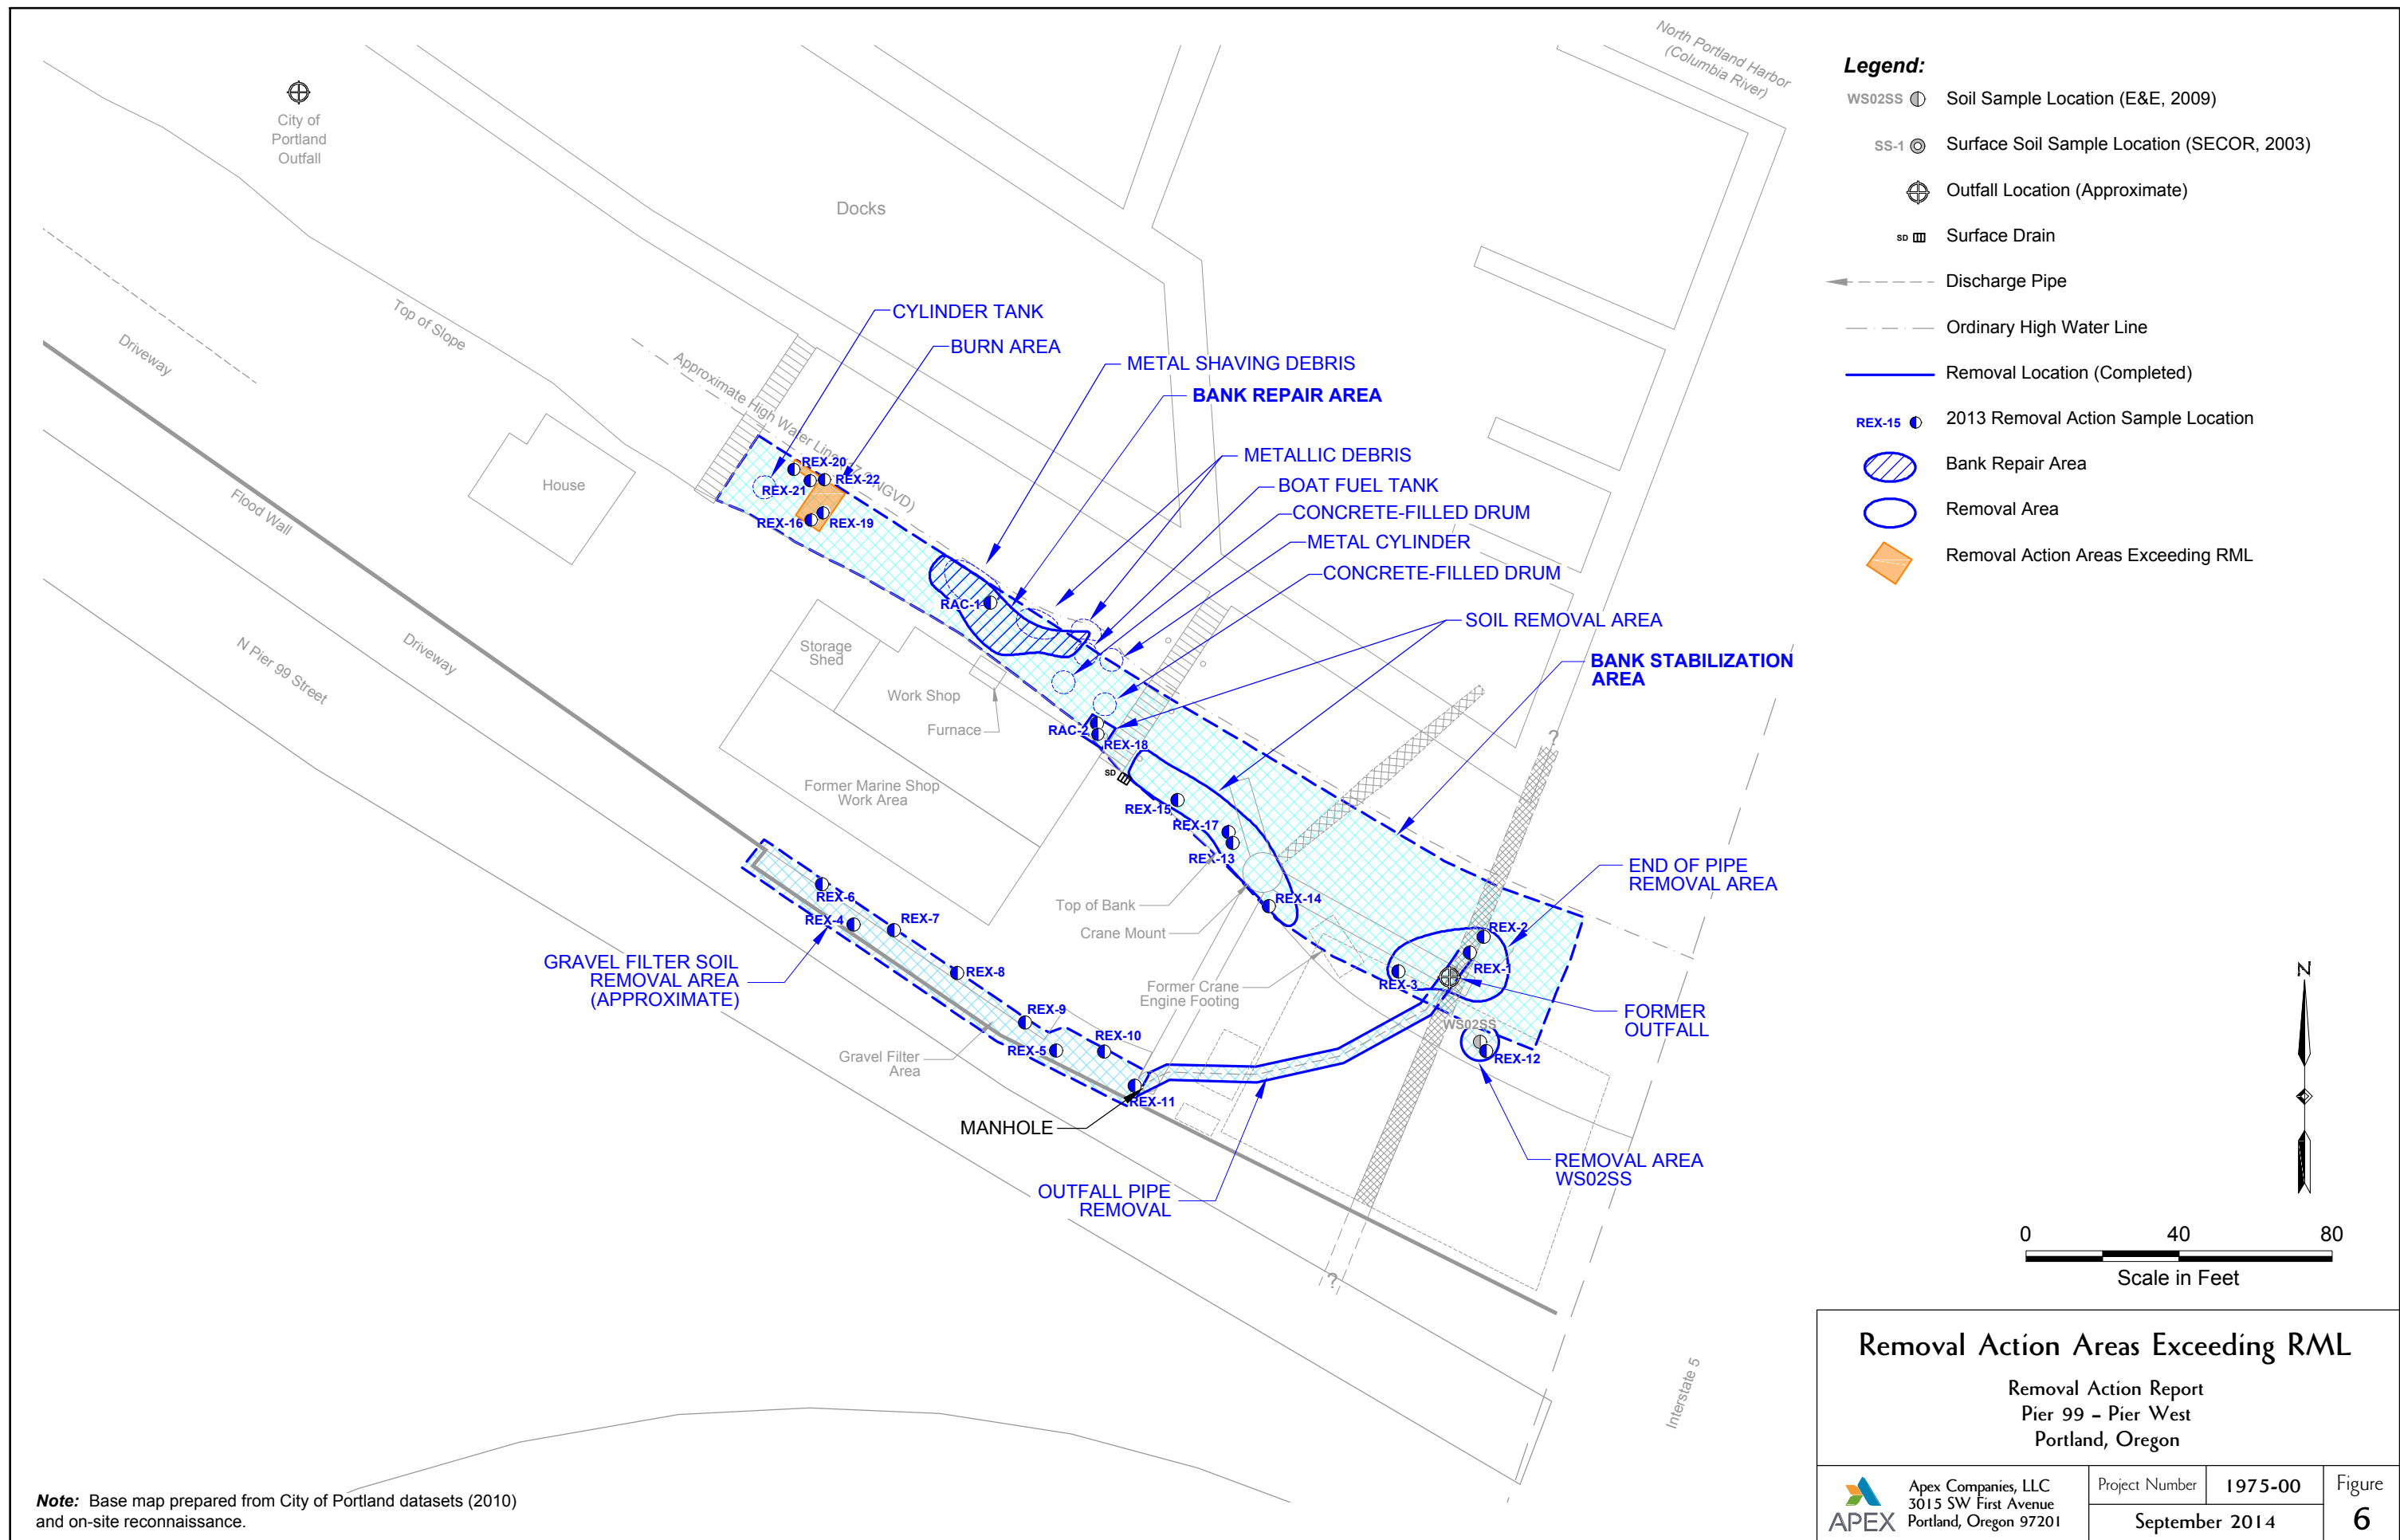 North Portland Harbor
(Columbia River)
Legend:
WS02SS Soil Sample Location (E&E, 2009)
SS-1 Surface Soil Sample Location (SECOR, 2003)
Outfall Location (Approximate)
SD Surface Drain
Discharge Pipe
Ordinary High Water Line
Removal Location (Completed)
REX-15 2013 Removal Action Sample Location
Bank Repair Area
Removal Area
Removal Action Areas Exceeding RML
City of
Portland
Outfall
Docks
Top of Slope
Driveway
CYLINDER TANK
BURN AREA
METAL SHAVING DEBRIS
BANK REPAIR AREA
Approximate High Water Line
NGVD)
METALLIC DEBRIS
BOAT FUEL TANK
CONCRETE-FILLED DRUM
METAL CYLINDER
CONCRETE-FILLED DRUM
SOIL REMOVAL AREA
BANK STABILIZATION
AREA
REX-20
REX-21
REX-22
REX-16
REX-19
House
Flood Wall
N Pier 99 Street
Driveway
RAC-1
Storage
Shed
Work Shop
Furnace
RAC-2
REX-18
SD
Former Marine Shop
Work Area
REX-15
REX-17
REX-13
?
END OF PIPE
REMOVAL AREA
Top of Bank
Crane Mount
REX-14
REX-6
REX-4
REX-7
REX-8
GRAVEL FILTER SOIL
REMOVAL AREA
(APPROXIMATE)
REX-2
REX-1
REX-3
Former Crane
Engine Footing
FORMER
OUTFALL
REX-9
REX-10
REX-5
WS02SS
REX-12
Gravel Filter
Area
REX-11
MANHOLE
REMOVAL AREA
WS02SS
OUTFALL PIPE
REMOVAL
?
Interstate 5
N
0 40 80
Scale in Feet
Removal Action Areas Exceeding RML
Removal Action Report
Pier 99 – Pier West
Portland, Oregon
APEX
Apex Companies, LLC
3015 SW First Avenue
Portland, Oregon 97201
Project Number 1975-00
September 2014
Figure
6
Note: Base map prepared from City of Portland datasets (2010)
and on-site reconnaissance.